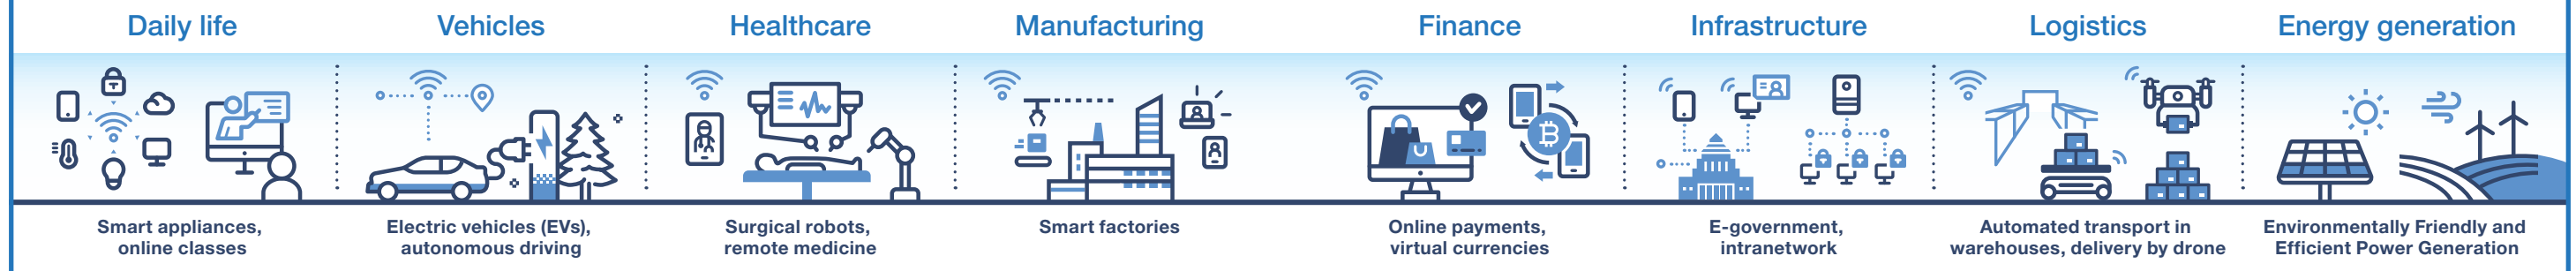 Daily life
Vehicles
Healthcare
Manufacturing
Finance
Infrastructure
Logistics
Energy generation
Smart appliances,
online classes
Electric vehicles (EVs),
autonomous driving
Surgical robots,
remote medicine
Smart factories
Online payments,
virtual currencies
E-government,
intranetwork
Automated transport in
warehouses, delivery by drone
Environmentally Friendly and
Efficient Power Generation